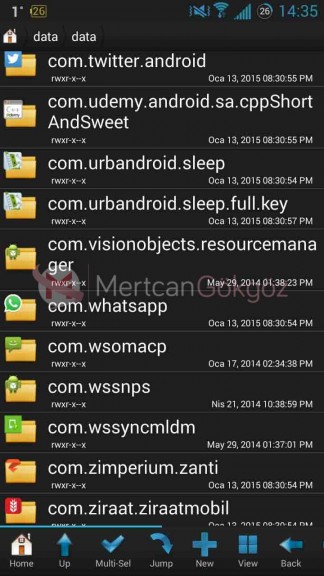 1° 26 26 14:35
data data
com.twitter.android
rwxr-x--x Oca 13, 2015 08:30:55 PM
com.udemy.android.sa.cppShort
AndSweet
rwxr-x--x Oca 13, 2015 08:30:55 PM
com.urbandroid.sleep
rwxr-x--x Oca 13, 2015 08:30:54 PM
com.urbandroid.sleep.full.key
rwxr-x--x Oca 13, 2015 08:30:57 PM
com.visionobjects.resourcemana
ger
rwxr-x--x May 29, 2014 01:38:23 PM
MertcanGökgöz
com.whatsapp
rwxr-x--x Oca 13, 2015 08:30:54 PM
com.wsomacp
rwxr-x--x Oca 17, 2014 02:34:38 PM
com.wssnps
rwxr-x--x Nis 21, 2014 10:38:59 PM
com.wssyncmldm
rwxr-x--x May 29, 2014 01:37:01 PM
com.zimperium.zanti
rwxr-x--x Oca 13, 2015 08:30:54 PM
com.ziraat.ziraatmobil
rwxr-x--x Oca 13, 2015 08:30:54 PM
Home Up Multi-Sel Jump New View Back